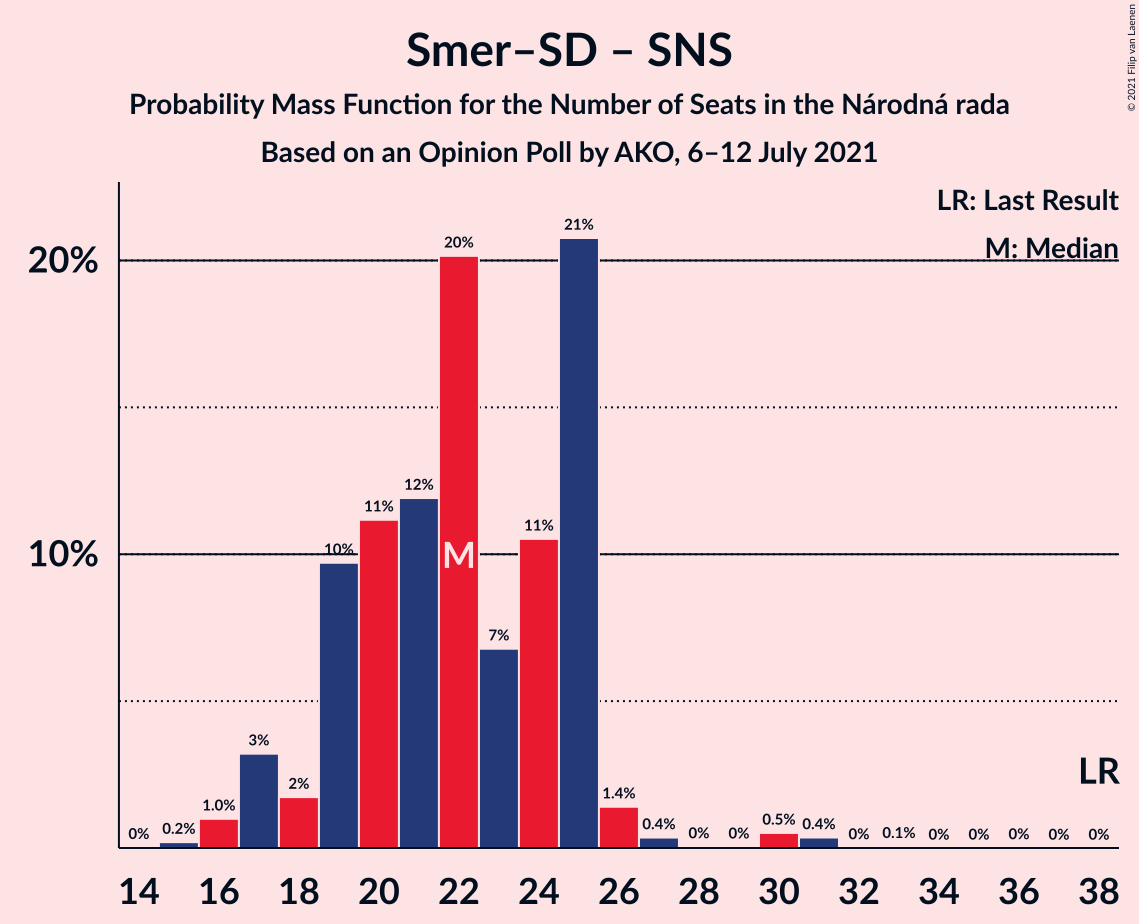 Smer–SD – SNS
Probability Mass Function for the Number of Seats in the Národná rada
Based on an Opinion Poll by AKO, 6–12 July 2021
© 2021 Filip van Laenen
LR: Last Result
M: Median
20%
10%
0% 0.2% 1.0% 3% 2% 10% 11% 12% 20% 7% 11% 21% 1.4% 0.4% 0% 0% 0.5% 0.4% 0% 0.1% 0% 0% 0% 0% 0%
M
LR
14 16 18 20 22 24 26 28 30 32 34 36 38